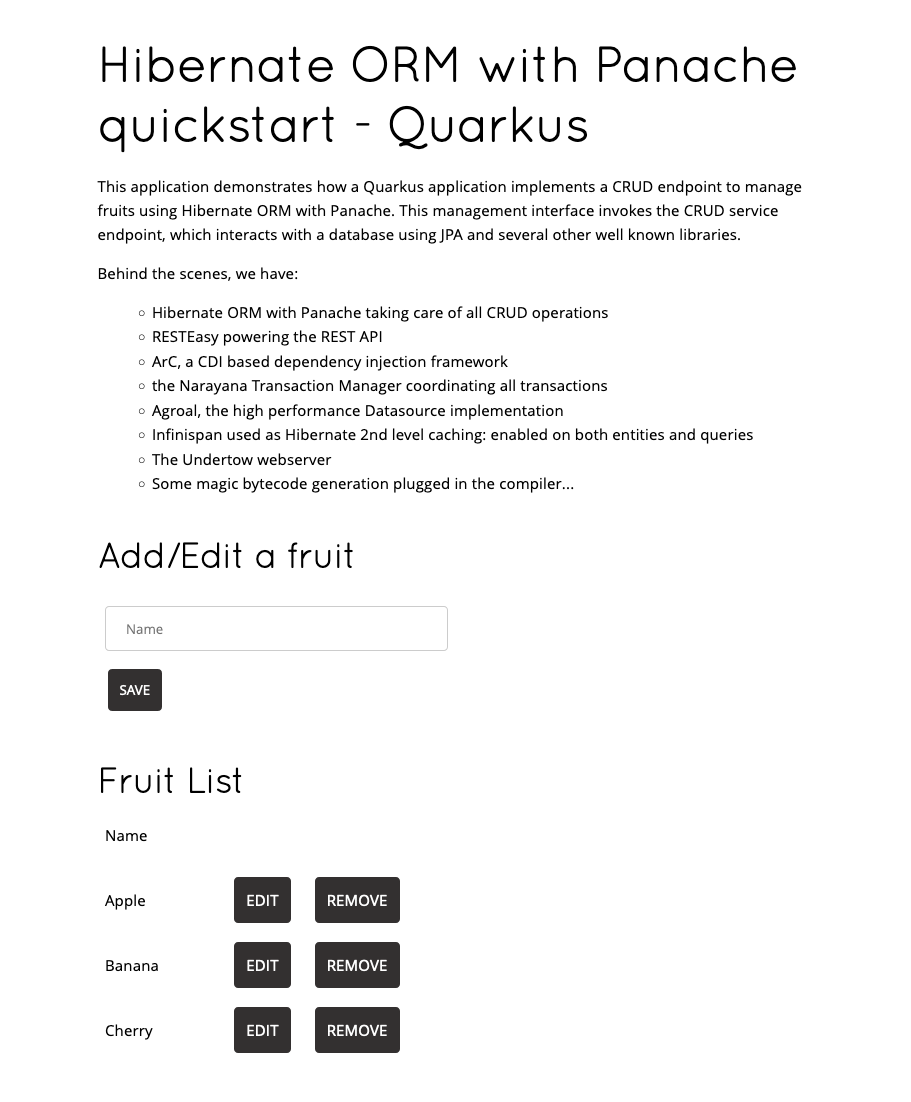 Hibernate ORM with Panache
quickstart - Quarkus
This application demonstrates how a Quarkus application implements a CRUD endpoint to manage
fruits using Hibernate ORM with Panache. This management interface invokes the CRUD service
endpoint, which interacts with a database using JPA and several other well known libraries.
Behind the scenes, we have:
Hibernate ORM with Panache taking care of all CRUD operations
RESTEasy powering the REST API
ArC, a CDI based dependency injection framework
the Narayana Transaction Manager coordinating all transactions
Agroal, the high performance Datasource implementation
Infinispan used as Hibernate 2nd level caching: enabled on both entities and queries
The Undertow webserver
Some magic bytecode generation plugged in the compiler...
Add/Edit a fruit
Name
SAVE
Fruit List
Name
Apple EDIT REMOVE
Banana EDIT REMOVE
Cherry EDIT REMOVE